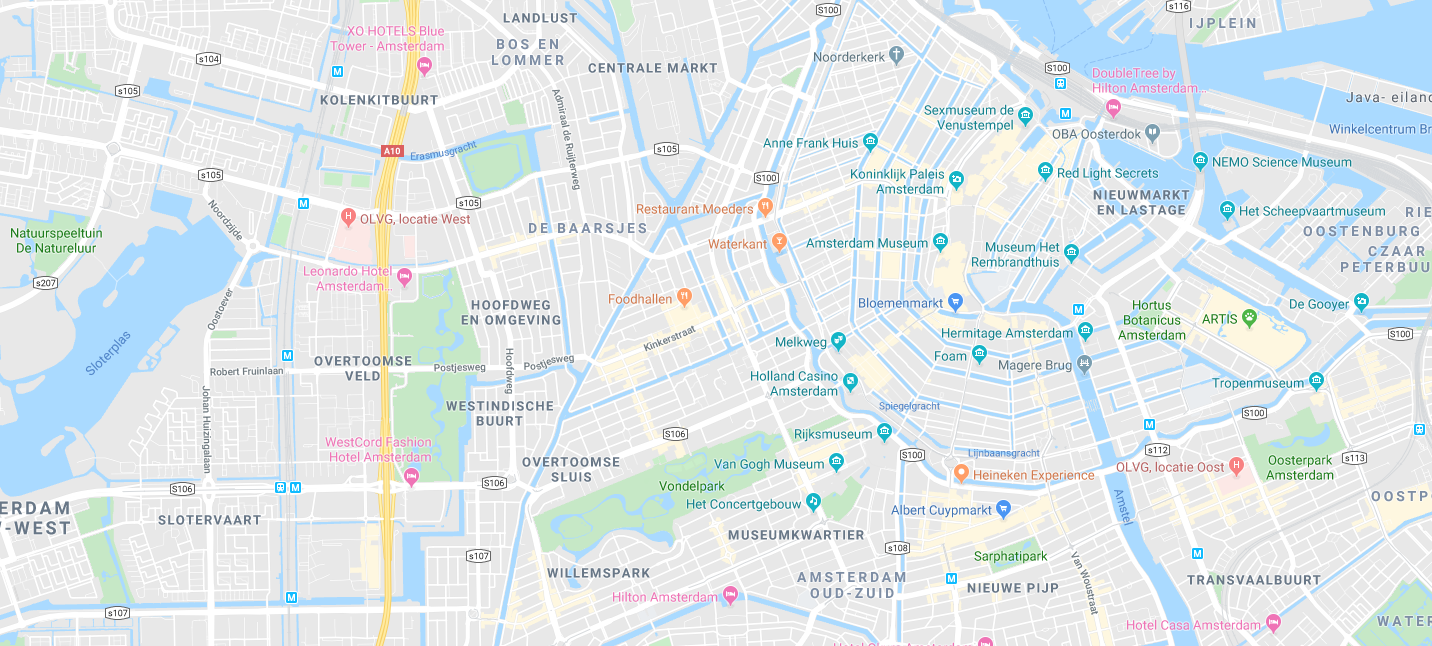 S100
s116
LANDLUST
IJPLEIN
XO HOTELS Blue
Tower - Amsterdam
BOS EN
LOMMER
s104
Noorderkerk
CENTRALE MARKT
S100
DoubleTree by
Hilton Amsterdam...
s105
KOLENKITBUURT
Java- eiland
Sexmuseum de
Venustempel
Admiraal de Ruijterweg
OBA Oosterdok
Winkelcentrum Br
A10
Erasmusgracht
s105
Anne Frank Huis
NEMO Science Museum
s105
S100
Koninklijk Paleis
Amsterdam
Red Light Secrets
NIEUWMARKT
EN LASTAGE
s105
Noordzijde
OLVG, locatie West
Restaurant Moeders
Het Scheepvaartmuseum
RIE
OOSTENBURG
Natuurspeeltuin
De Natureluur
DE BAARSJES
Waterkant
Amsterdam Museum
Museum Het
Rembrandthuis
CZAAR
PETERBUU
s207
Leonardo Hotel
Amsterdam...
Oostoever
HOOFDWEG
EN OMGEVING
Foodhallen
Bloemenmarkt
Hortus
Botanicus
Amsterdam
ARTIS
De Gooyer
Sloterplas
Kinkerstraat
Melkweg
Hermitage Amsterdam
S100
OVERTOOMSE
VELD
Robert Fruinlaan
Postjesweg
Hoofdweg
Postjesweg
Foam
Magere Brug
Holland Casino
Amsterdam
Tropenmuseum
Johan Huizingalaan
WESTINDISCHE
BUURT
Spiegelgracht
S100
WestCord Fashion
Hotel Amsterdam
S106
Rijksmuseum
S100
Lijnbaansgracht
s112
s113
OVERTOOMSE
SLUIS
Van Gogh Museum
Heineken Experience
OLVG, locatie Oost
Oosterpark
Amsterdam
S106
S106
Vondelpark
Het Concertgebouw
Amstel
OOSTPO
ERDAM
W-WEST
SLOTERVAART
Albert Cuypmarkt
MUSEUMKWARTIER
s107
s108
Sarphatipark
Van Woustraat
WILLEMSPARK
AMSTERDAM
OUD-ZUID
NIEUWE PIJP
TRANSVAALBUURT
s107
Hilton Amsterdam
Hotel Casa Amsterdam
WATER